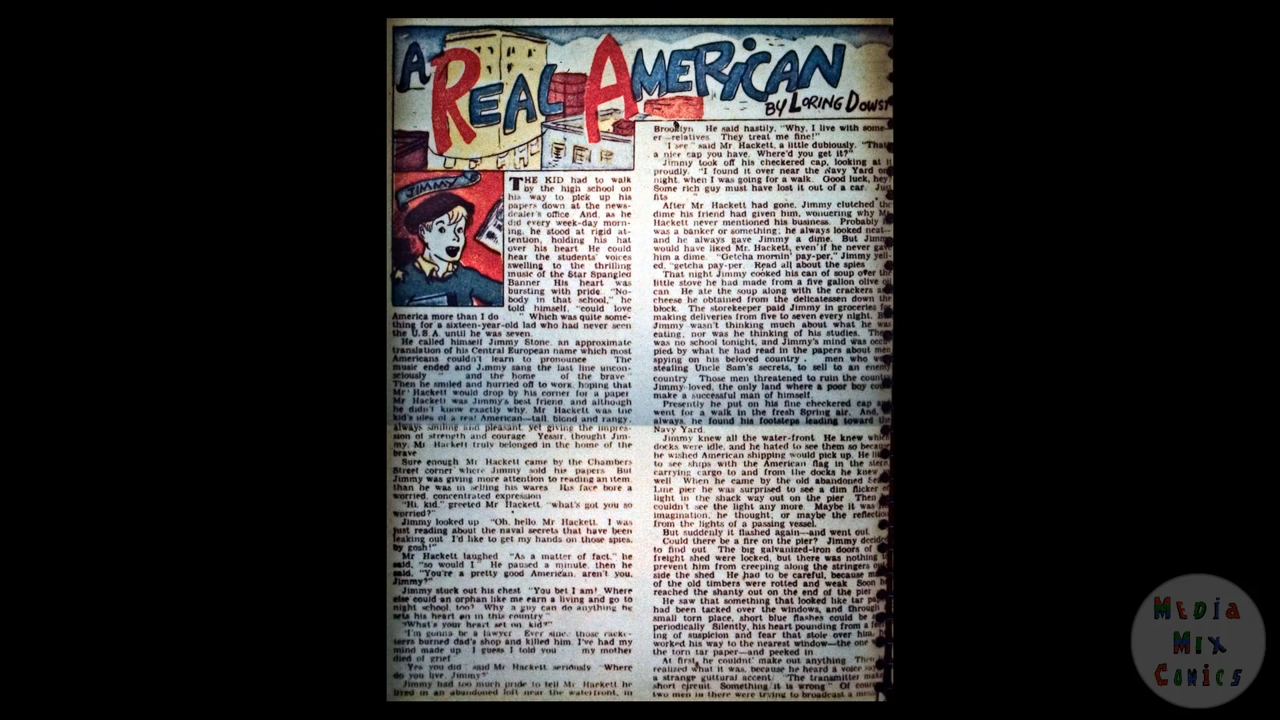 A REAL AMERICAN
BY LORING DOWST
JIMMY
THE KID had to walk
by the high school on
his way to pick up his
papers down at the news-
dealer's office And, as he
did every week-day morn-
ing, he stood at rigid at-
tention, holding his hat
over his heart He could
hear the students' voices
swelling to the thrilling
music of the Star Spangled
Banner His heart was
bursting with pride "No-
body in that school," he
told himself, "could love
America more than I do " Which was quite some-
thing for a sixteen-year-old lad who had never seen
the U.S.A. until he was seven.
He called himself Jimmy Stone, an approximate
translation of his Central European name which most
Americans couldn't learn to pronounce The
music ended and Jimmy sang the last line uncon-
sciously " and the home of the brave "
Then he smiled and hurried off to work, hoping that
Mr Hackett would drop by his corner for a paper
Mr Hackett was Jimmy's best friend, and although
he didn't know exactly why, Mr Hackett was the
kid's idea of a real American—tall, blond and rangy,
always smiling and pleasant, yet giving the impres-
sion of strength and courage Yessir, thought Jim-
my, Mr Hackett truly belonged in the home of the
brave
Sure enough Mr Hackett came by the Chambers
Street corner where Jimmy sold his papers But
Jimmy was giving more attention to reading an item,
than he was in selling his wares His face bore a
worried, concentrated expression
"Hi, kid," greeted Mr Hackett, "what's got you so
worried?"
Jimmy looked up "Oh, hello Mr Hackett. I was
just reading about the naval secrets that have been
leaking out I'd like to get my hands on those spies,
by gosh!"
Mr Hackett laughed "As a matter of fact," he
said, "so would I " He paused a minute, then he
said, "You're a pretty good American, aren't you,
Jimmy?"
Jimmy stuck out his chest "You bet I am! Where
else could an orphan like me earn a living and go to
night school, too? Why a guy can do anything he
sets his heart on in this country"
"What's your heart set on, kid?"
"I'm gonna be a lawyer Ever since those racke-
teers burned dad's shop and killed him, I've had my
mind made up I guess I told you my mother
died of grief
"Yes you did" said Mr Hackett seriously "Where
do you live, Jimmy?"
Jimmy had too much pride to tell Mr Hackett he
lived in an abandoned loft near the waterfront, in
Brooklyn He said hastily, "Why, I live with some—
er—relatives They treat me fine!"
"I see" said Mr. Hackett, a little dubiously. "That's
a nice cap you have. Where'd you get it?"
Jimmy took off his checkered cap, looking at it
proudly. "I found it over near the Navy Yard one
night, when I was going for a walk. Good luck, hey?
Some rich guy must have lost it out of a car. Just
fits "
After Mr. Hackett had gone, Jimmy clutched the
dime his friend had given him, wondering why Mr
Hackett never mentioned his business. Probably he
was a banker or something; he always looked neat—
and he always gave Jimmy a dime. But Jimmy
would have liked Mr. Hackett, even if he never gave
him a dime. "Getcha mornin' pay-per," Jimmy yell-
ed, "getcha pay-per. Read all about the spies
That night Jimmy cooked his can of soup over the
little stove he had made from a five gallon olive oil
can He ate the soup along with the crackers and
cheese he obtained from the delicatessen down the
block. The storekeeper paid Jimmy in groceries for
making deliveries from five to seven every night. But
Jimmy wasn't thinking much about what he was
eating; nor was he thinking of his studies. There
was no school tonight, and Jimmy's mind was occu-
pied by what he had read in the papers about men
spying on his beloved country . men who were
stealing Uncle Sam's secrets, to sell to an enemy
country Those men threatened to ruin the country
Jimmy loved, the only land where a poor boy could
make a successful man of himself.
Presently he put on his fine checkered cap and
went for a walk in the fresh Spring air. And, as
always, he found his footsteps leading toward the
Navy Yard.
Jimmy knew all the water-front. He knew which
docks were idle, and he hated to see them so because
he wished American shipping would pick up. He liked
to see ships with the American flag in the stern,
carrying cargo to and from the docks he knew so
well When he came by the old abandoned
Line pier he was surprised to see a dim flicker of
light in the shack way out on the pier Then he
couldn't see the light any more. Maybe it was his
imagination, he thought; or maybe the reflection
from the lights of a passing vessel.
But suddenly it flashed again—and went out
Could there be a fire on the pier? Jimmy decided
to find out The big galvanized-iron doors of the
freight shed were locked, but there was nothing to
prevent him from creeping along the stringers out-
side the shed He had to be careful, because many
of the old timbers were rotted and weak Soon he
reached the shanty out on the end of the pier
He saw that something that looked like tar paper
had been tacked over the windows, and through a
small torn place, short blue flashes could be seen
periodically Silently, his heart pounding from a feel-
ing of suspicion and fear that stole over him, he
worked his way to the nearest window—the one with
the torn tar paper—and peeked in
At first, he couldnt' make out anything Then he
realized what it was, because he heard a voice say in
a strange guttural accent, "The transmitter make
short circuit Something it is wrong" Of course,
two men in there were trying to broadcast a
MEDIA
MIX
COMICS